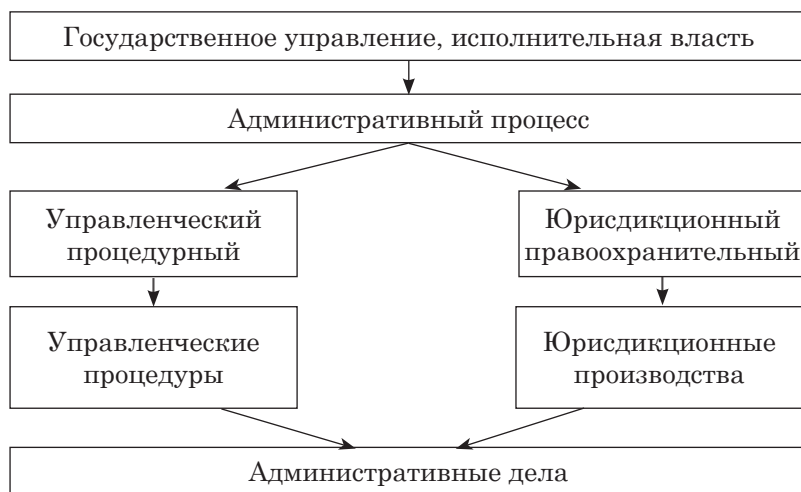 Государственное управление, исполнительная власть
Административный процесс
Управленческий
процедурный
Юрисдикционный
правоохранительный
Управленческие
процедуры
Юрисдикционные
производства
Административные дела